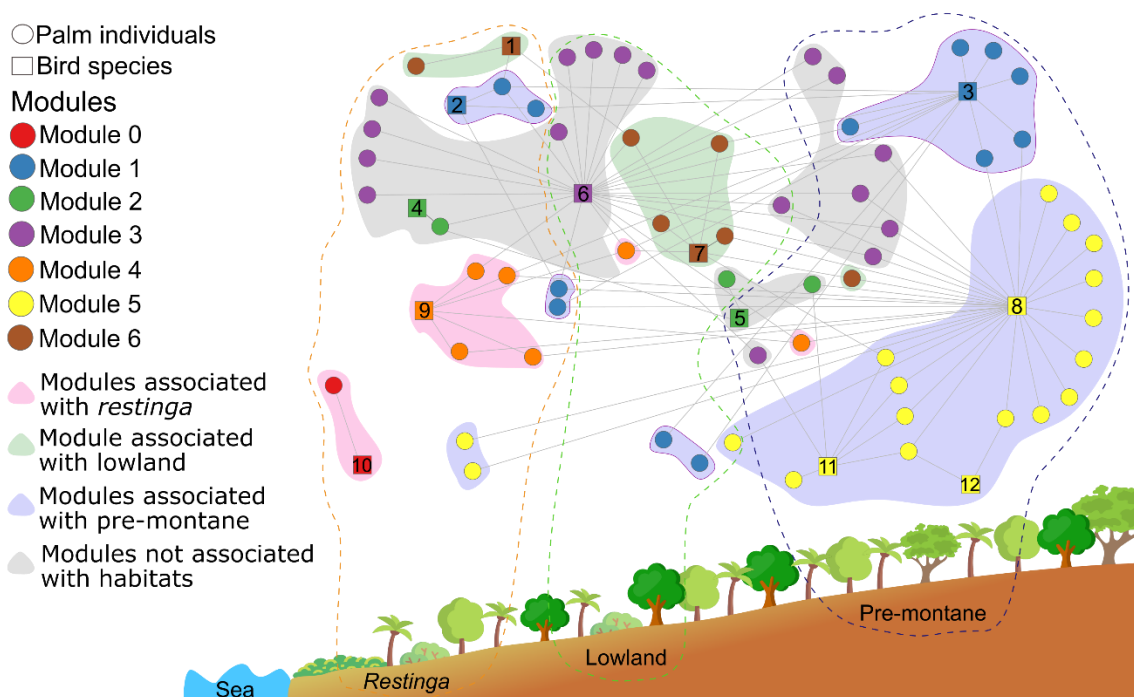 Palm individuals
Bird species
Modules
Module 0
Module 1
Module 2
Module 3
Module 4
Module 5
Module 6
Modules associated
with restinga
Module associated
with lowland
Modules associated
with pre-montane
Modules not associated
with habitats
1
2
3
4
5
6
7
8
9
10
11
12
Sea
Restinga
Lowland
Pre-montane